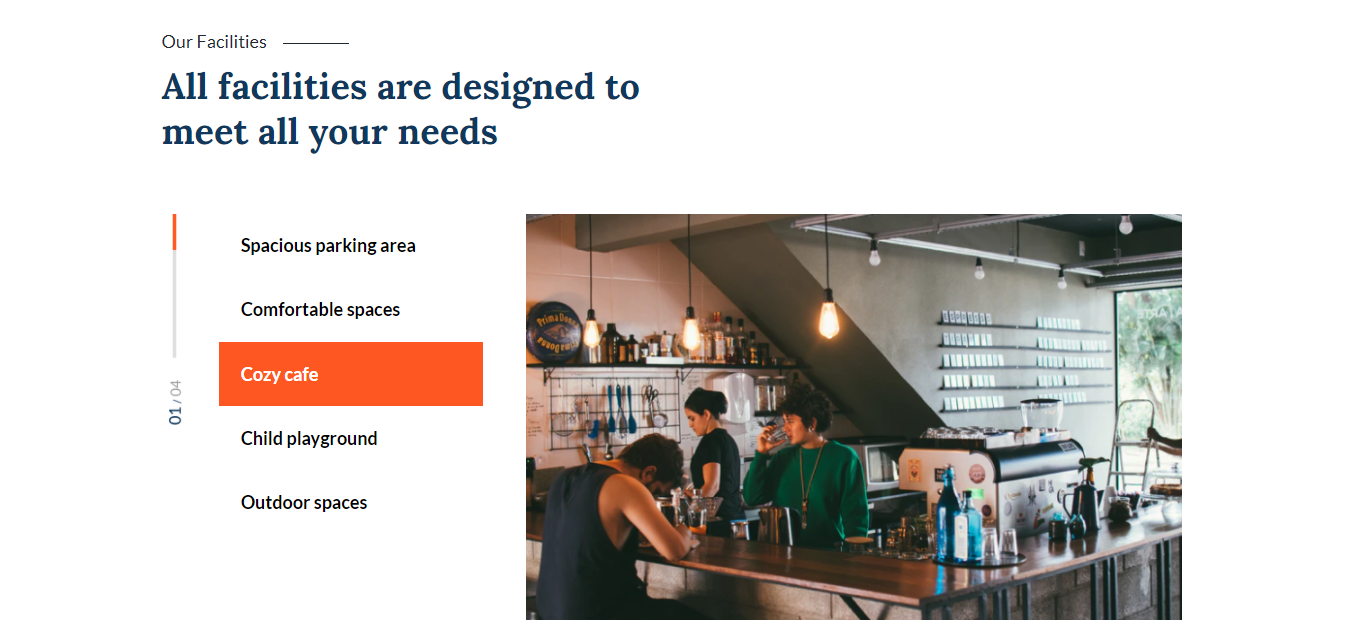 Our Facilities
All facilities are designed to
meet all your needs
Spacious parking area
Comfortable spaces
Cozy cafe
Child playground
Outdoor spaces
01 / 04
Prima Donna